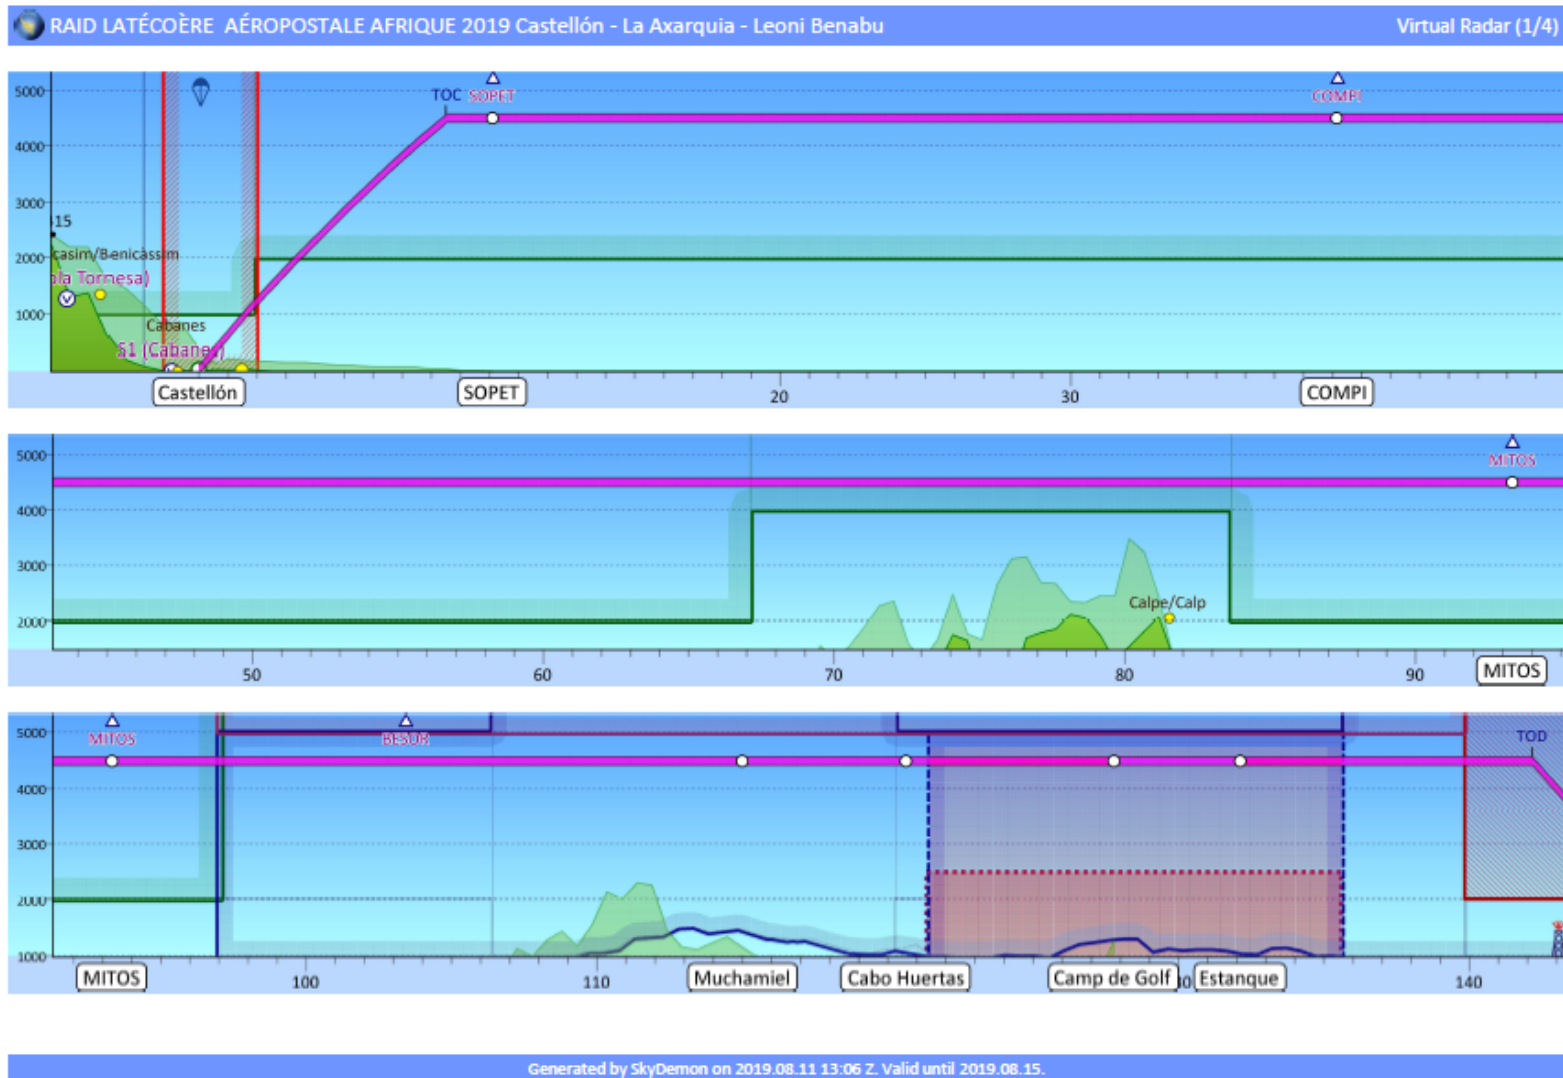 RAID LATÉCOÈRE AÉROPOSTALE AFRIQUE 2019 Castellón - La Axarquia - Leoni Benabu
Virtual Radar (1/4)
5000
TOC SOPET
COMPI
4000
3000
15
casim/Benicàssim
2000
Tornesa)
1000
Cabanes
S1 (Cabanes)
Castellón
SOPET
20
30
COMPI
5000
MITOS
4000
3000
Calpe/Calp
2000
50
60
70
80
90
MITOS
5000
MITOS
BESOR
TOD
4000
3000
2000
1000
MITOS
100
110
Muchamiel
Cabo Huertas
Camp de Golf
Estanque
140
Generated by SkyDemon on 2019.08.11 13:06 Z. Valid until 2019.08.15.